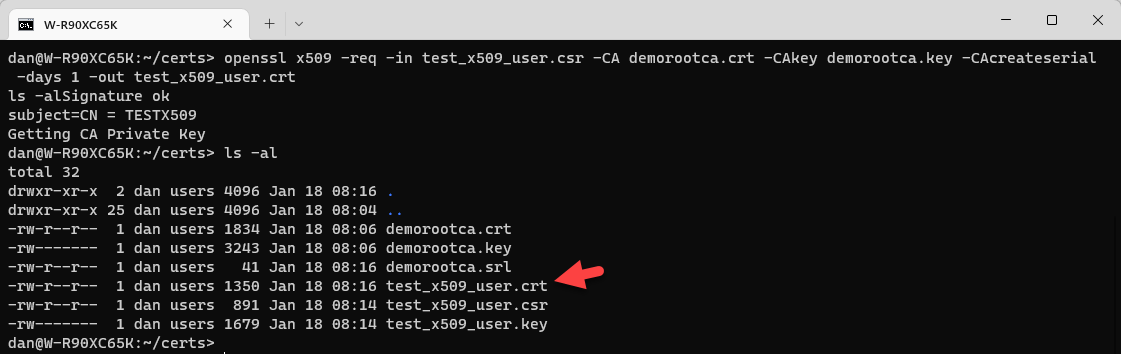 W-R90XC65K
dan@W-R90XC65K:~/certs> openssl x509 -req -in test_x509_user.csr -CA demorootca.crt -CAkey demorootca.key -CAcreateserial
 -days 1 -out test_x509_user.crt
ls -alSignature ok
subject=CN = TESTX509
Getting CA Private Key
dan@W-R90XC65K:~/certs> ls -al
total 32
drwxr-xr-x  2 dan users 4096 Jan 18 08:16 .
drwxr-xr-x 25 dan users 4096 Jan 18 08:04 ..
-rw-r--r--  1 dan users 1834 Jan 18 08:06 demorootca.crt
-rw-------  1 dan users 3243 Jan 18 08:06 demorootca.key
-rw-r--r--  1 dan users   41 Jan 18 08:16 demorootca.srl
-rw-r--r--  1 dan users 1350 Jan 18 08:16 test_x509_user.crt
-rw-r--r--  1 dan users  891 Jan 18 08:14 test_x509_user.csr
-rw-------  1 dan users 1679 Jan 18 08:14 test_x509_user.key
dan@W-R90XC65K:~/certs>